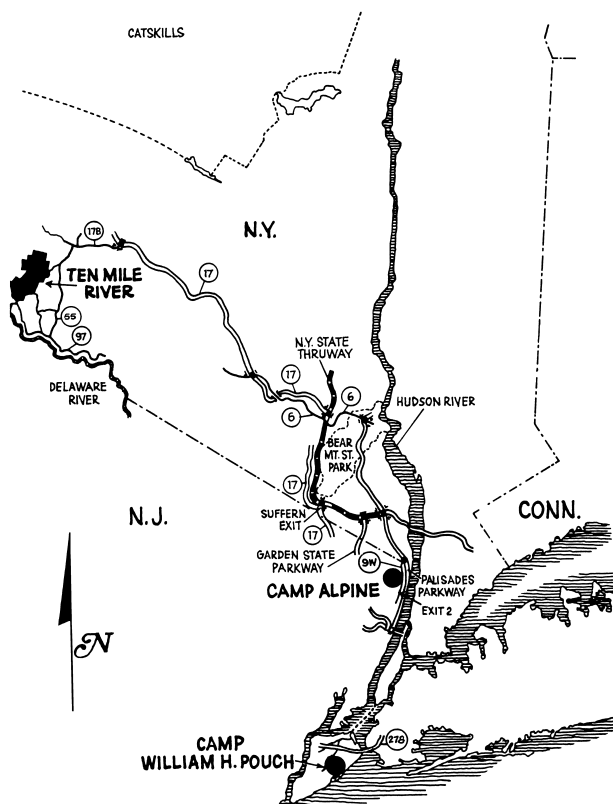 CATSKILLS
N.Y.
17B
TEN MILE
RIVER
17
55
97
DELAWARE
RIVER
N.Y. STATE
THRUWAY
17
6
6
HUDSON RIVER
BEAR
MT. ST.
PARK
17
SUFFERN
EXIT
17
N.J.
CONN.
GARDEN STATE
PARKWAY
9W
CAMP ALPINE
PALISADES
PARKWAY
EXIT 2
N
CAMP
WILLIAM H. POUCH
278